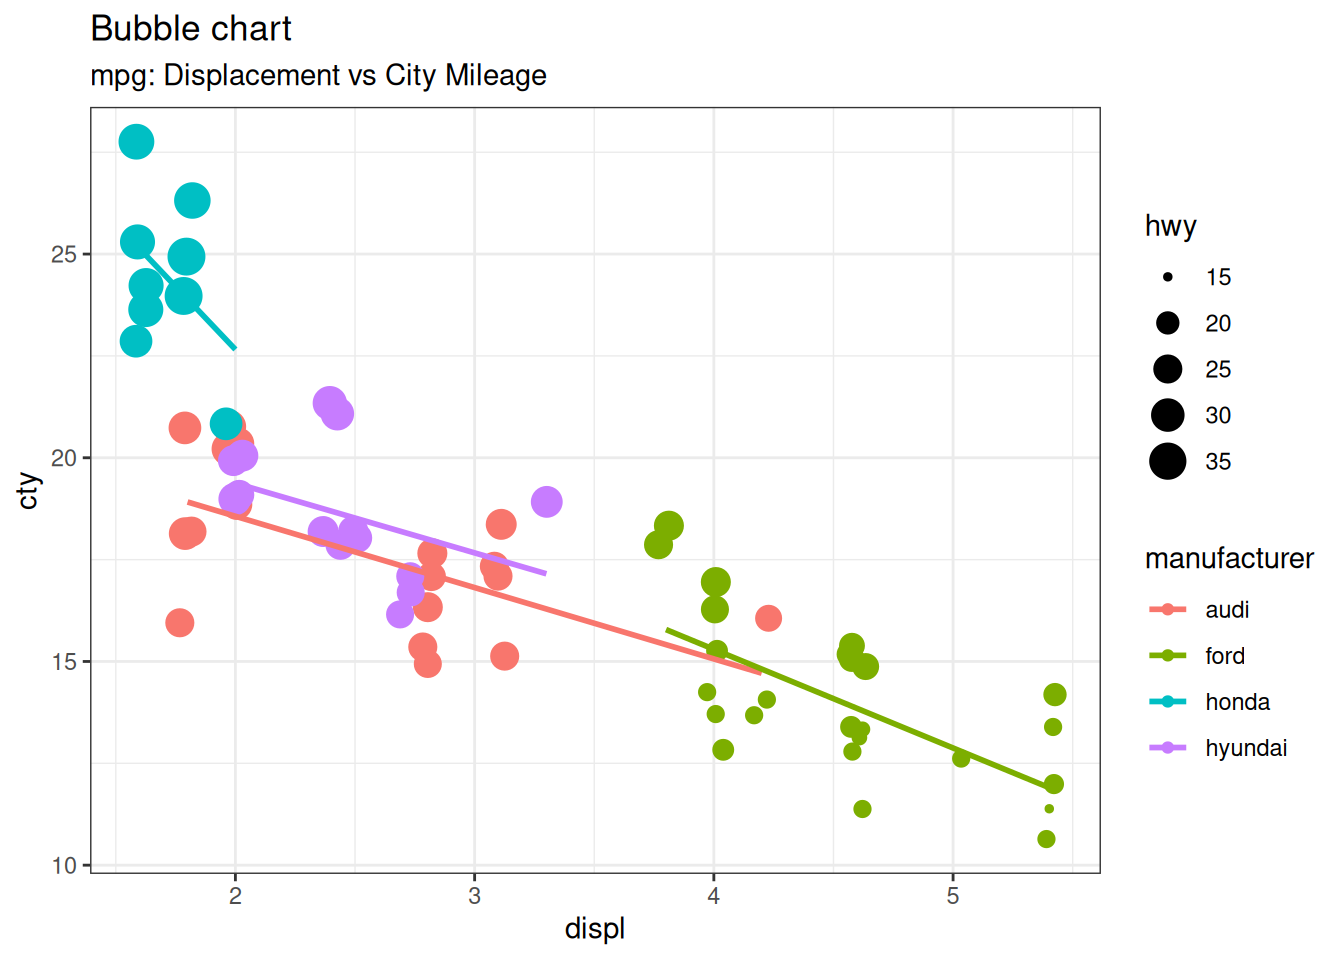 Bubble chart
mpg: Displacement vs City Mileage
25
20
15
10
cty
2
3
4
5
displ
hwy
15
20
25
30
35
manufacturer
audi
ford
honda
hyundai